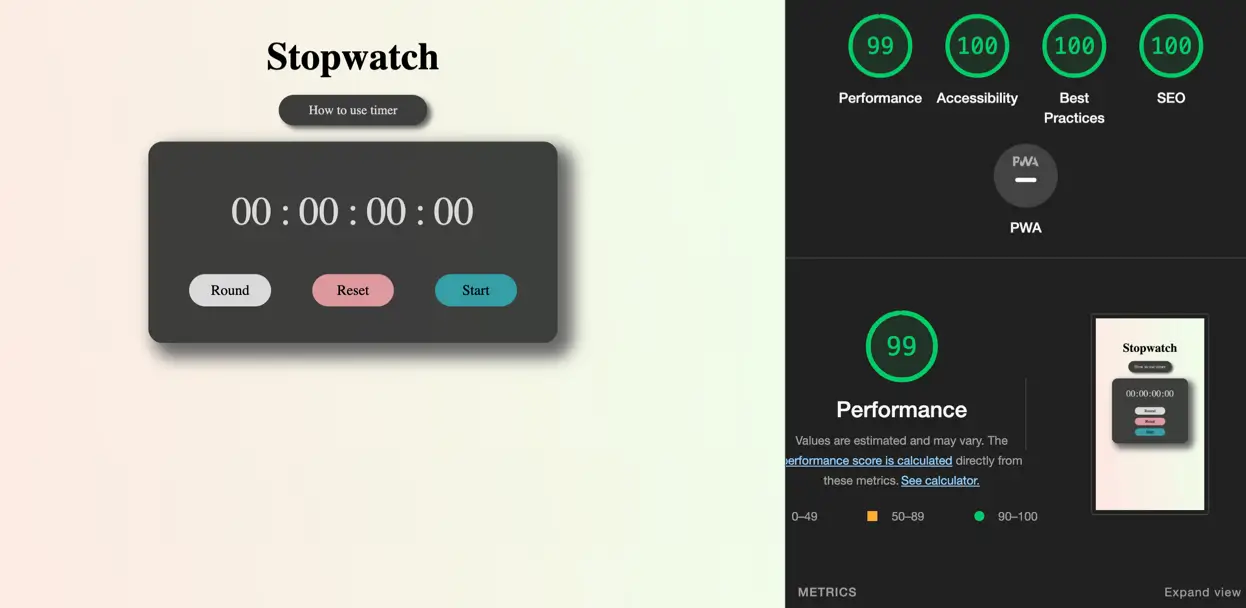 Stopwatch
How to use timer
00 : 00 : 00 : 00
Round
Reset
Start
99
100
100
100
Performance
Accessibility
Best
Practices
SEO
PWA
PWA
99
Performance
Values are estimated and may vary. The
performance score is calculated directly from
these metrics. See calculator.
0–49
50–89
90–100
Stopwatch
How to use timer
00:00:00:00
Round
Reset
Start
METRICS
Expand view